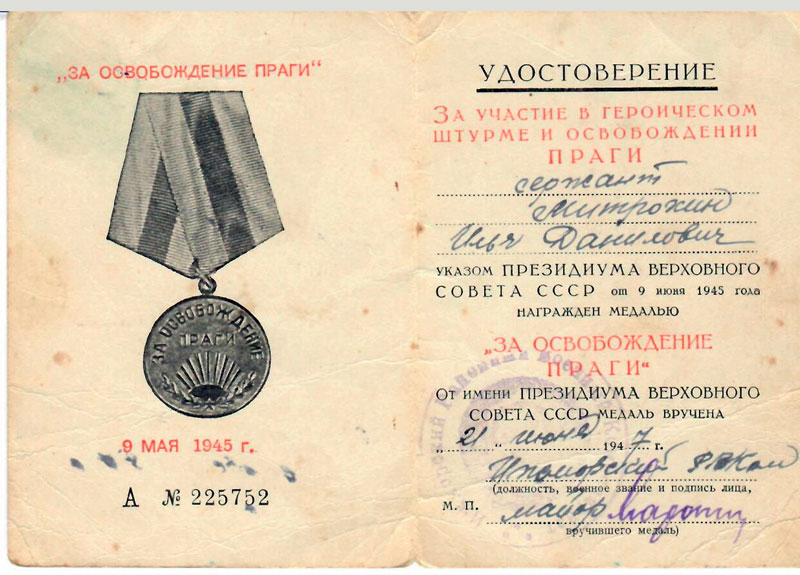 „ЗА ОСВОБОЖДЕНИЕ ПРАГИ“
ЗА ОСВОБОЖДЕНИЕ
ПРАГИ
9 МАЯ 1945 г.
А № 225752
УДОСТОВЕРЕНИЕ
ЗА УЧАСТИЕ В ГЕРОИЧЕСКОМ
ШТУРМЕ И ОСВОБОЖДЕНИИ
ПРАГИ
сержант
Митрохин
Илья Данилович
УКАЗОМ ПРЕЗИДИУМА ВЕРХОВНОГО
СОВЕТА СССР от 9 июня 1945 года
НАГРАЖДЕН МЕДАЛЬЮ
„ЗА ОСВОБОЖДЕНИЕ
ПРАГИ“
От имени ПРЕЗИДИУМА ВЕРХОВНОГО
СОВЕТА СССР МЕДАЛЬ ВРУЧЕНА
„21“ июня 1947 г.
(должность, военное звание и подпись лица,
М. П. майор
вручившего медаль)